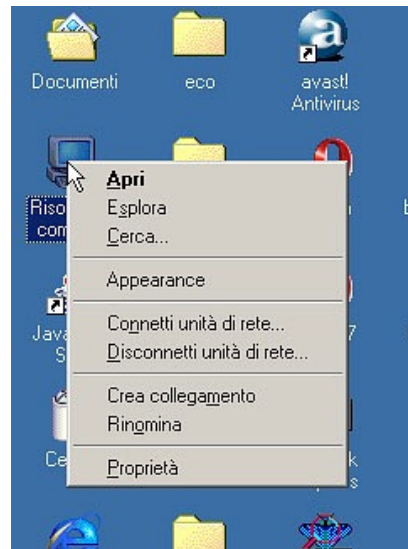 Documenti
eco
avast!
Antivirus
Apri
Esplora
Cerca...
Appearance
Connetti unità di rete...
Disconnetti unità di rete...
Crea collegamento
Rinomina
Proprietà